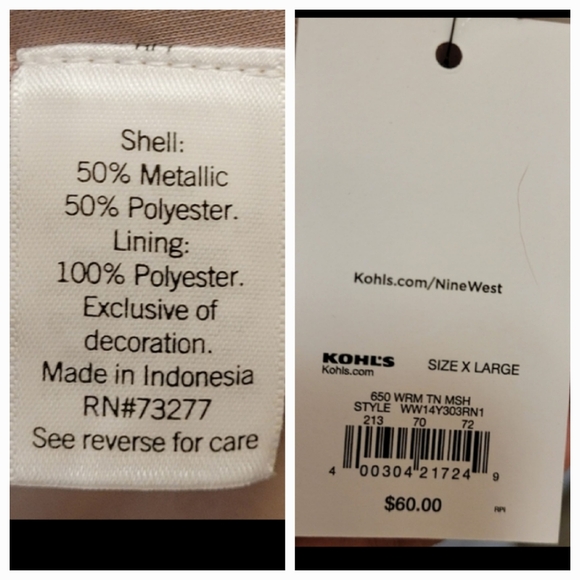 Shell:
50% Metallic
50% Polyester.
Lining:
100% Polyester.
Exclusive of
decoration.
Made in Indonesia
RN#73277
See reverse for care
Kohls.com/NineWest
KOHL'S
Kohls.com
SIZE X LARGE
650 WRM TN MSH
STYLE WW14Y303RN1
213 70 72
4 00304 21724 9
$60.00
RPI